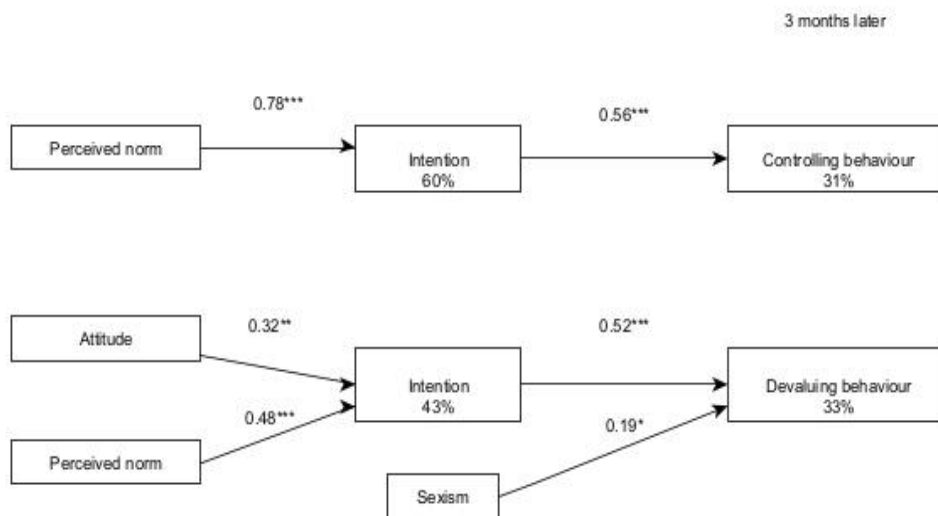 3 months later
0.78***
0.56***
Perceived norm
Intention
60%
Controlling behaviour
31%
0.32**
0.52***
Attitude
Intention
43%
Devaluing behaviour
33%
0.48***
0.19*
Perceived norm
Sexism